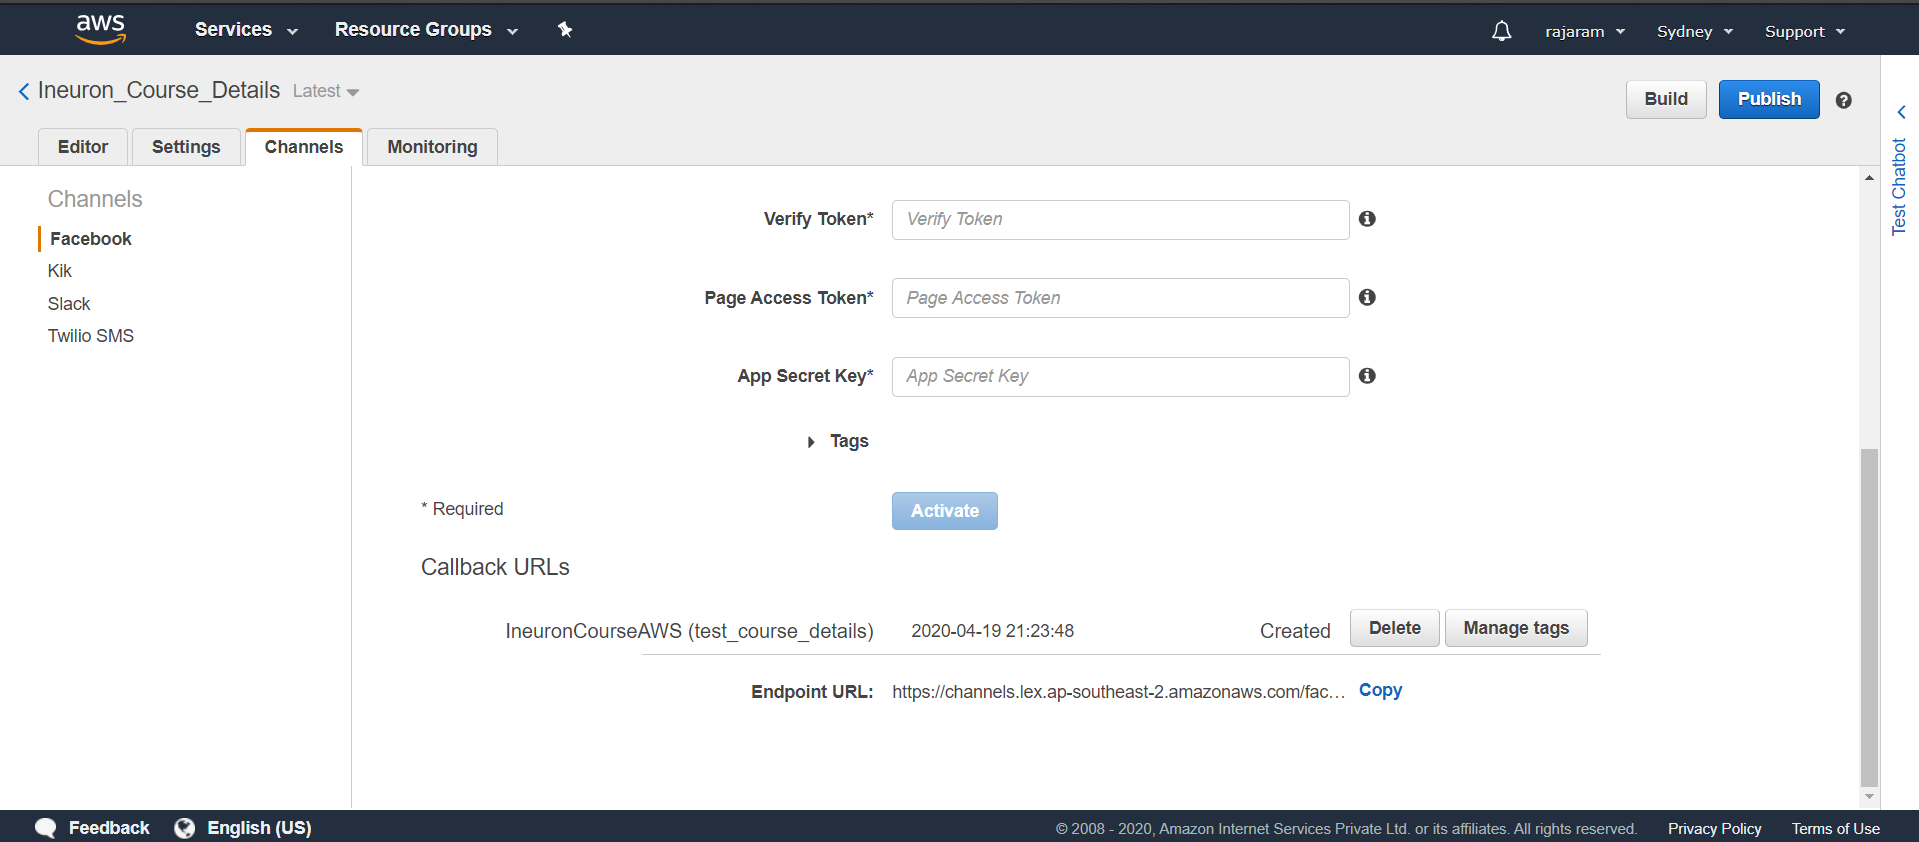 aws Services Resource Groups rajaram Sydney Support
Ineuron_Course_Details Latest Build Publish ?
Editor Settings Channels Monitoring
Test Chatbot
Channels
Facebook
Kik
Slack
Twilio SMS
Verify Token* Verify Token
Page Access Token* Page Access Token
App Secret Key* App Secret Key
Tags
* Required Activate
Callback URLs
IneuronCourseAWS (test_course_details) 2020-04-19 21:23:48 Created Delete Manage tags
Endpoint URL: https://channels.lex.ap-southeast-2.amazonaws.com/fac... Copy
Feedback English (US) © 2008 - 2020, Amazon Internet Services Private Ltd. or its affiliates. All rights reserved. Privacy Policy Terms of Use